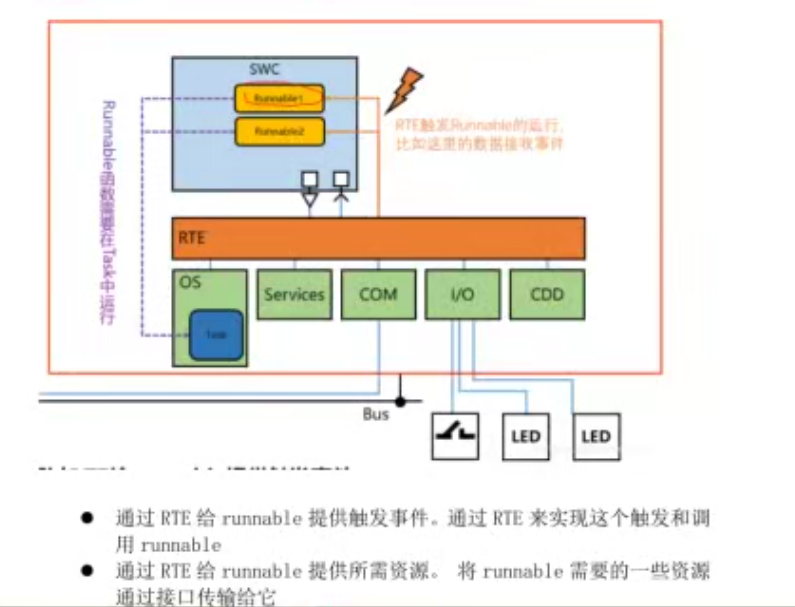 SWC
Runnable1
Runnable2
RTE触发Runnable的运行,
比如这里的数据接收事件
Runnable函数需要在Task中运行
RTE
OS
Services
COM
I/O
CDD
Task
Bus
LED
LED
● 通过 RTE 给 runnable 提供触发事件。通过 RTE 来实现这个触发和调
用 runnable
● 通过 RTE 给 runnable 提供所需资源。 将 runnable 需要的一些资源
通过接口传输给它